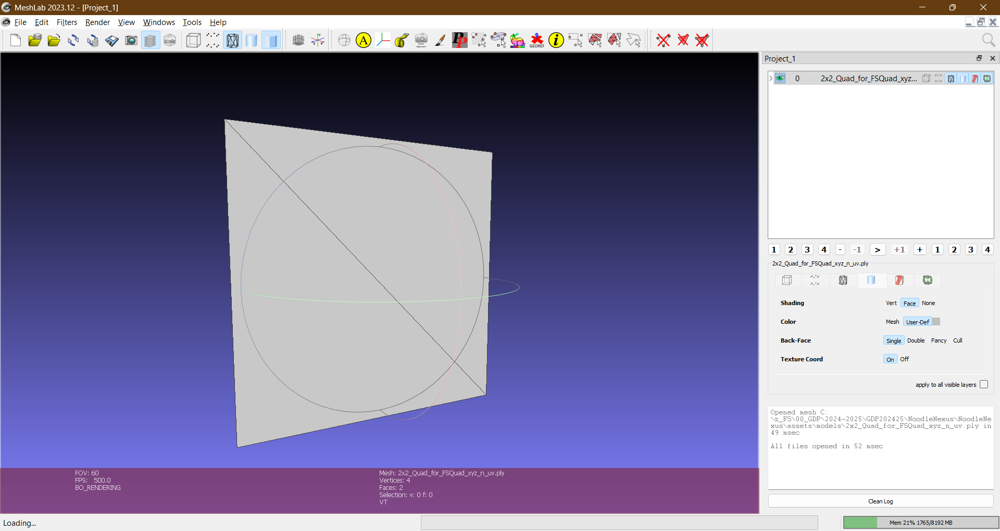 MeshLab 2023.12 - [Project_1]
File Edit Filters Render View Windows Tools Help
A PP GEOREF i
Project_1
0 2x2_Quad_for_FSQuad_xyz...
1 2 3 4 - -1 > +1 + 1 2 3 4
2x2_Quad_for_FSQuad_xyz_n_uv.ply
Shading Vert Face None
Color Mesh User-Def
Back-Face Single Double Fancy Cull
Texture Coord On Off
apply to all visible layers
Opened mesh C:
\z_FS\00_GDP\2024-2025\GDP202425\NoodleNexus\NoodleNe
xus\assets\models\2x2_Quad_for_FSQuad_xyz_n_uv.ply in
49 msec
All files opened in 52 msec
Clean Log
FOV: 60
FPS: 500.0
BO_RENDERING
Mesh: 2x2_Quad_for_FSQuad_xyz_n_uv.ply
Vertices: 4
Faces: 2
Selection: v: 0 f: 0
VT
Loading...
Mem 21% 1765/8192 MB